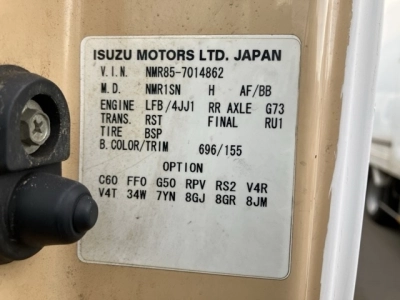 ISUZU MOTORS LTD. JAPAN
V.I.N. NMR85-7014862
M.D. NMR1SN H AF/BB
ENGINE LFB/4JJ1 RR AXLE G73
TRANS. RST FINAL RU1
TIRE BSP
B.COLOR/TRIM 696/155
OPTION
C60 FF0 G50 RPV RS2 V4R
V4T 34W 7YN 8GJ 8GR 8JM